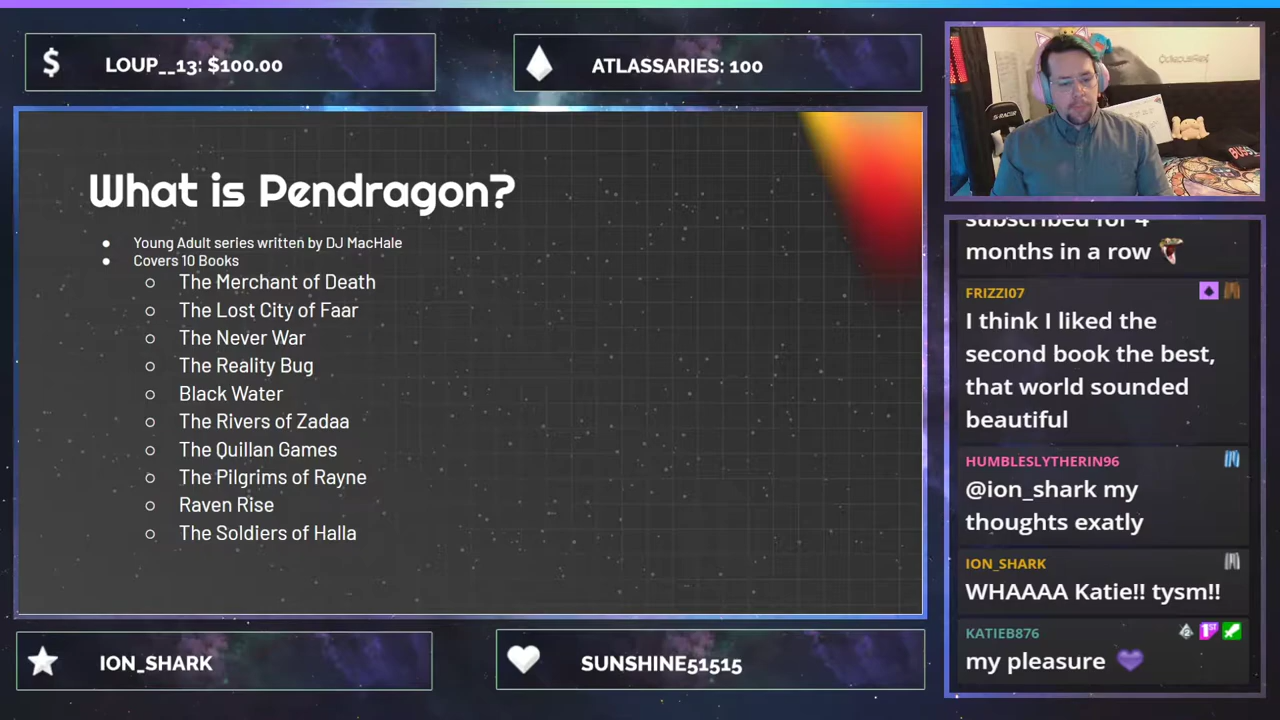 $ LOUP__13: $100.00
ATLASSARIES: 100
What is Pendragon?
● Young Adult series written by DJ MacHale
● Covers 10 Books
○ The Merchant of Death
○ The Lost City of Faar
○ The Never War
○ The Reality Bug
○ Black Water
○ The Rivers of Zadaa
○ The Quillan Games
○ The Pilgrims of Rayne
○ Raven Rise
○ The Soldiers of Halla
ION_SHARK
SUNSHINE51515
subscribed for 4
months in a row
FRIZZI07
I think I liked the
second book the best,
that world sounded
beautiful
HUMBLESLYTHERIN96
@ion_shark my
thoughts exatly
ION_SHARK
WHAAAA Katie!! tysm!!
KATIEB876
my pleasure